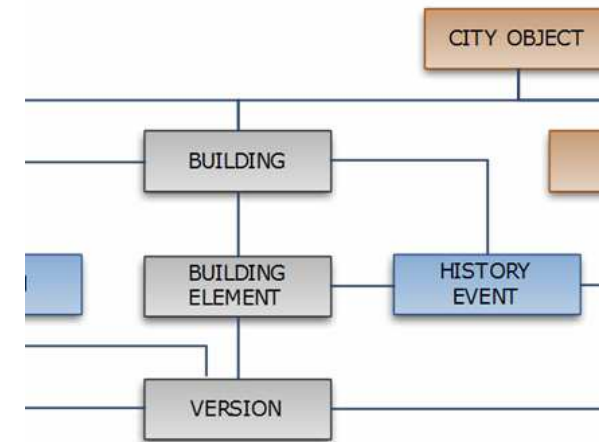 CITY OBJECT
BUILDING
BUILDING
ELEMENT
HISTORY
EVENT
VERSION